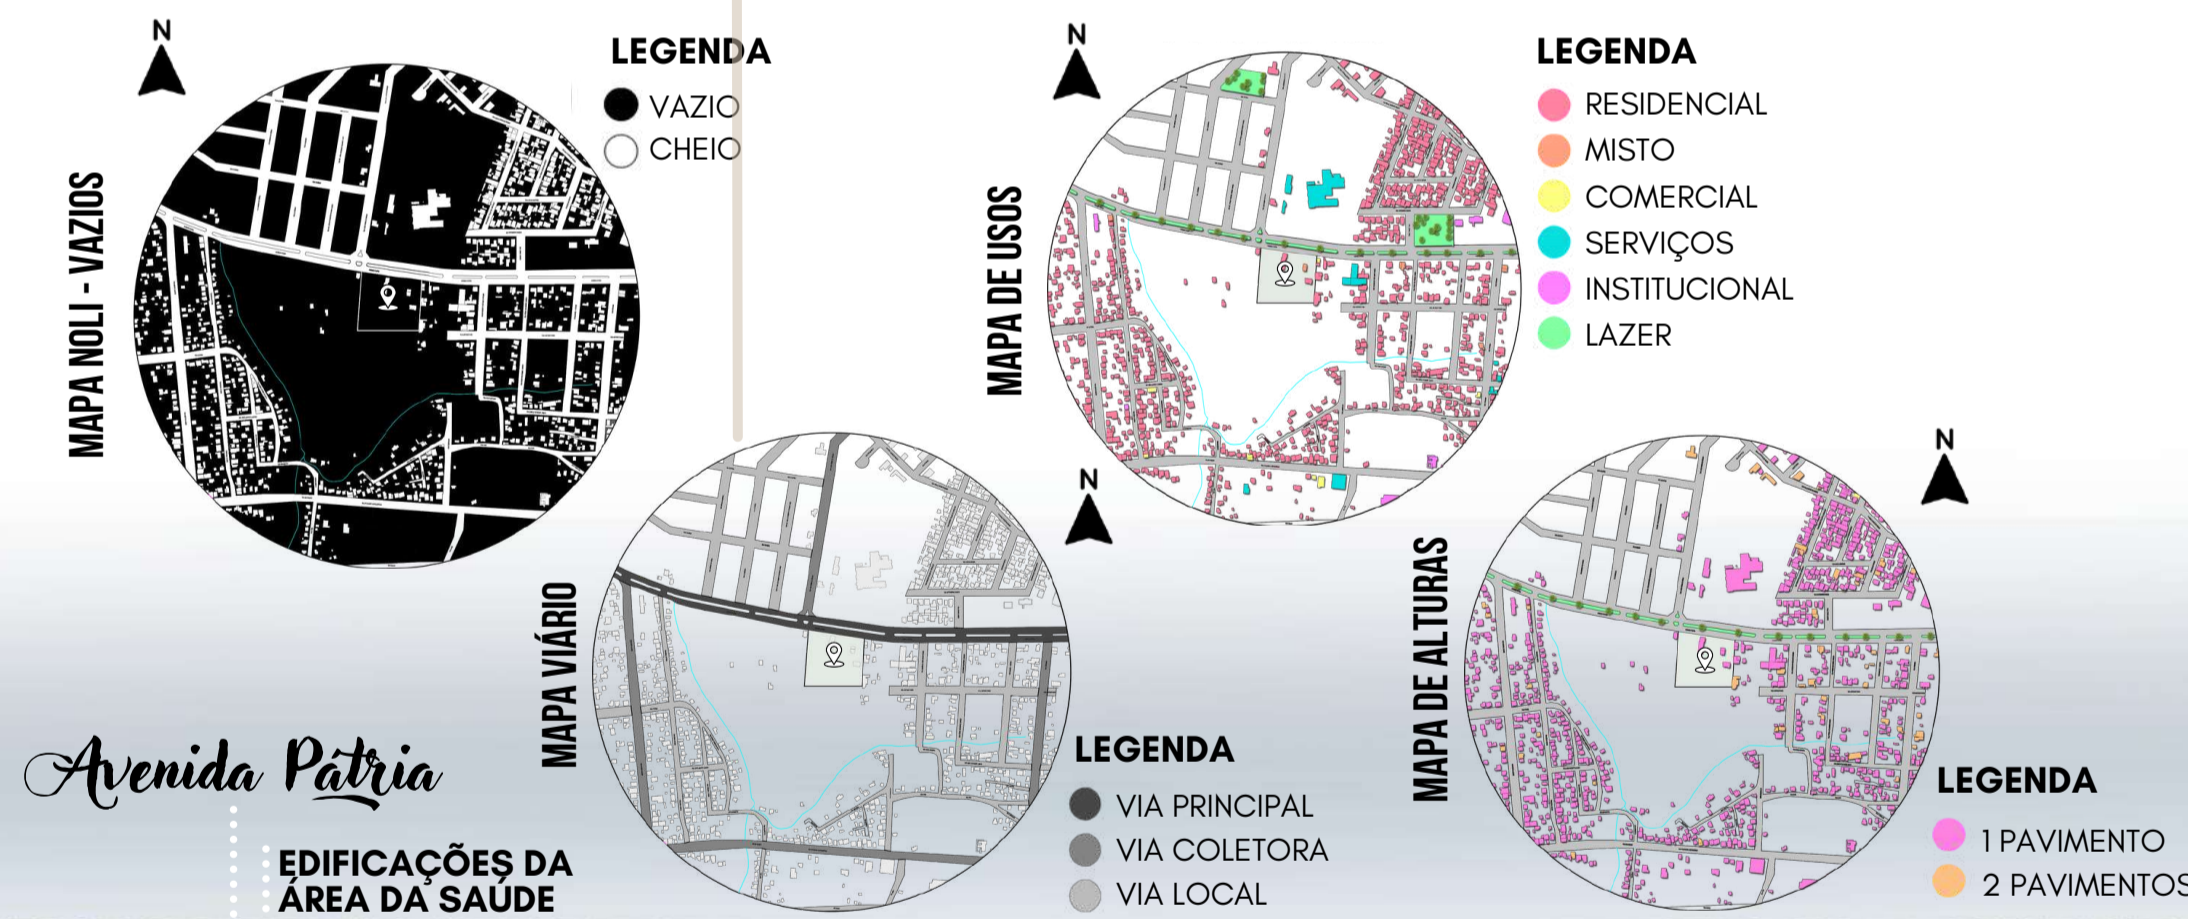 N
LEGENDA
VAZIO
CHEIO
MAPA NOLI - VAZIOS
N
LEGENDA
RESIDENCIAL
MISTO
COMERCIAL
SERVIÇOS
INSTITUCIONAL
LAZER
MAPA DE USOS
N
MAPA VIÁRIO
LEGENDA
VIA PRINCIPAL
VIA COLETORA
VIA LOCAL
N
MAPA DE ALTURAS
LEGENDA
1 PAVIMENTO
2 PAVIMENTOS
Avenida Pátria
EDIFICAÇÕES DA
ÁREA DA SAÚDE